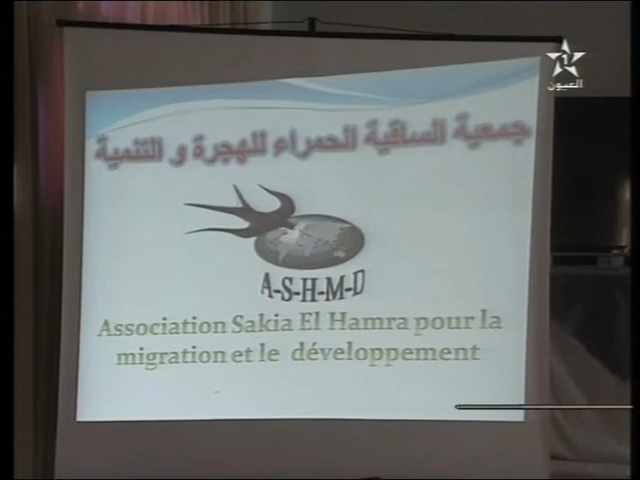 العيون
جمعية الساقية الحمراء للهجرة و التنمية
A-S-H-M-D
Association Sakia El Hamra pour la
migration et le développement